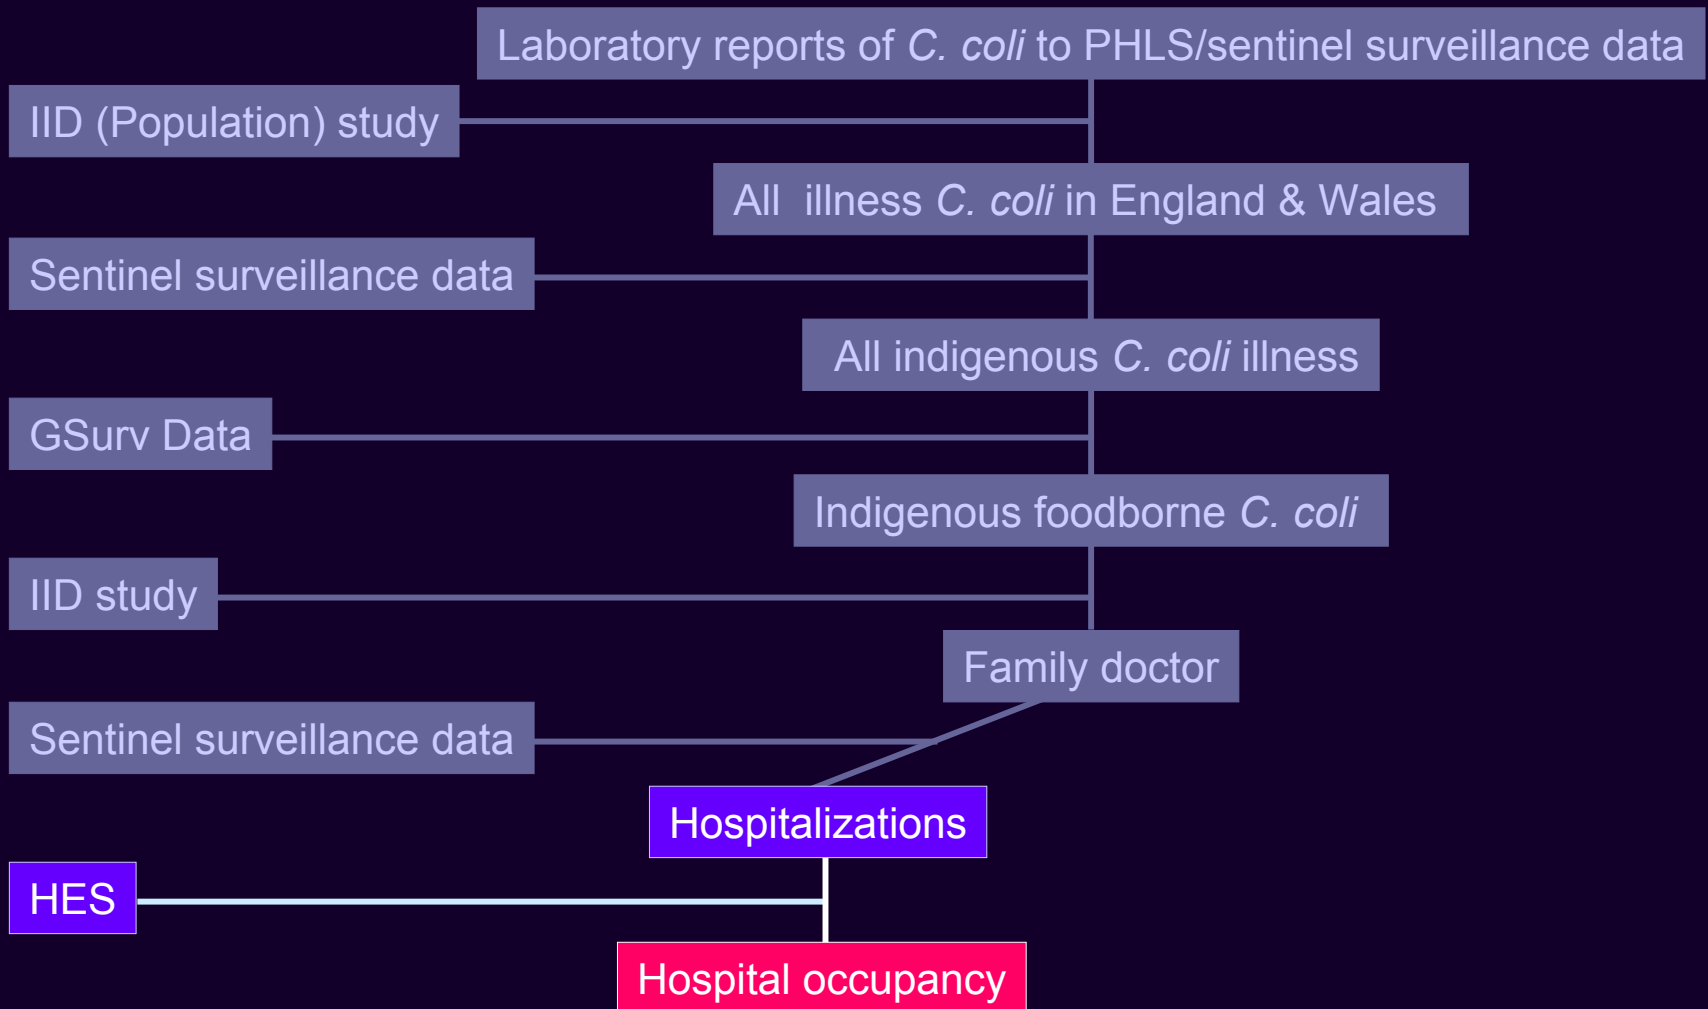 Laboratory reports of C. coli to PHLS/sentinel surveillance data
IID (Population) study
All illness C. coli in England & Wales
Sentinel surveillance data
All indigenous C. coli illness
GSurv Data
Indigenous foodborne C. coli
IID study
Family doctor
Sentinel surveillance data
Hospitalizations
HES
Hospital occupancy